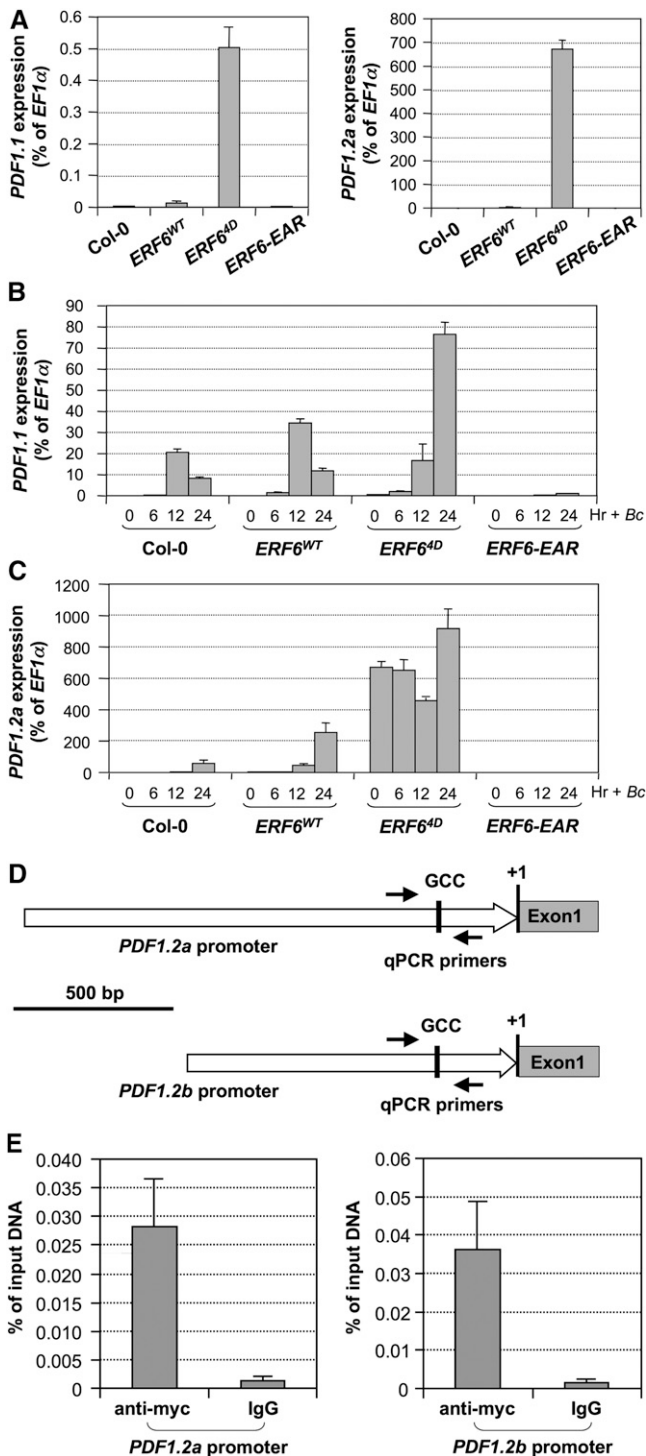 A
PDF1.1 expression
(% of EF1α)
0.6
0.5
0.4
0.3
0.2
0.1
0
Col-0
ERF6WT
ERF64D
ERF6-EAR
PDF1.2a expression
(% of EF1α)
800
700
600
500
400
300
200
100
0
Col-0
ERF6WT
ERF64D
ERF6-EAR
B
PDF1.1 expression
(% of EF1α)
90
80
70
60
50
40
30
20
10
0
0 6 12 24 0 6 12 24 0 6 12 24 0 6 12 24 Hr + Bc
Col-0 ERF6WT ERF64D ERF6-EAR
C
PDF1.2a expression
(% of EF1α)
1200
1000
800
600
400
200
0
0 6 12 24 0 6 12 24 0 6 12 24 0 6 12 24 Hr + Bc
Col-0 ERF6WT ERF64D ERF6-EAR
D
GCC +1
Exon1
PDF1.2a promoter qPCR primers
500 bp
GCC +1
Exon1
PDF1.2b promoter qPCR primers
E
% of input DNA
0.040
0.035
0.030
0.025
0.020
0.015
0.010
0.005
0
anti-myc IgG
PDF1.2a promoter
% of input DNA
0.06
0.05
0.04
0.03
0.02
0.01
0
anti-myc IgG
PDF1.2b promoter